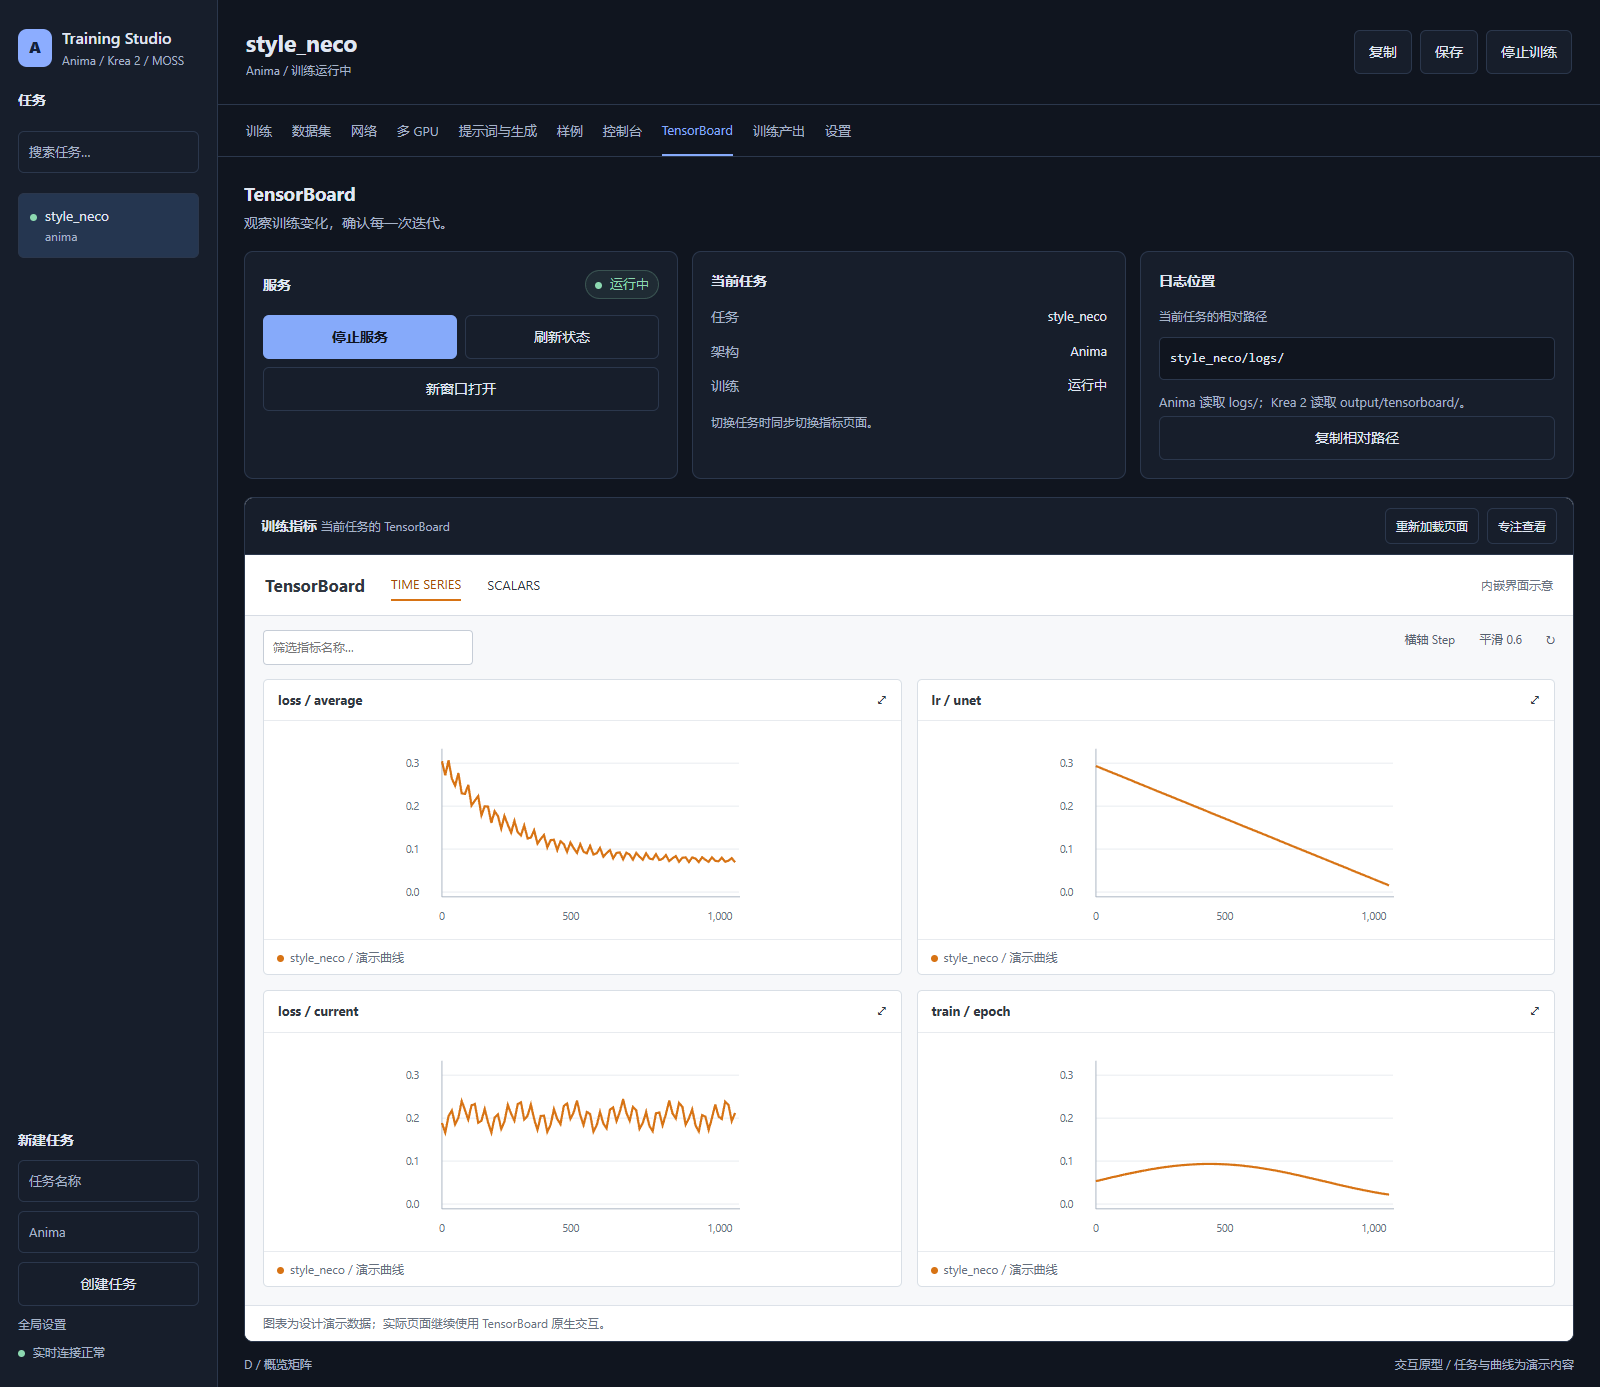 A
Training Studio
Anima / Krea 2 / MOSS
任务
搜索任务...
style_neco
anima
新建任务
任务名称
Anima
创建任务
全局设置
实时连接正常
style_neco
Anima / 训练运行中
复制
保存
停止训练
训练
数据集
网络
多 GPU
提示词与生成
样例
控制台
TensorBoard
训练产出
设置
TensorBoard
观察训练变化，确认每一次迭代。
服务
运行中
停止服务
刷新状态
新窗口打开
当前任务
任务
style_neco
架构
Anima
训练
运行中
切换任务时同步切换指标页面。
日志位置
当前任务的相对路径
style_neco/logs/
Anima 读取 logs/；Krea 2 读取 output/tensorboard/。
复制相对路径
训练指标 当前任务的 TensorBoard
重新加载页面
专注查看
TensorBoard
TIME SERIES
SCALARS
内嵌界面示意
筛选指标名称...
横轴 Step
平滑 0.6
↻
loss / average
⤢
0.3
0.2
0.1
0.0
0
500
1,000
style_neco / 演示曲线
lr / unet
⤢
0.3
0.2
0.1
0.0
0
500
1,000
style_neco / 演示曲线
loss / current
⤢
0.3
0.2
0.1
0.0
0
500
1,000
style_neco / 演示曲线
train / epoch
⤢
0.3
0.2
0.1
0.0
0
500
1,000
style_neco / 演示曲线
图表为设计演示数据；实际页面继续使用 TensorBoard 原生交互。
D / 概览矩阵
交互原型 / 任务与曲线为演示内容